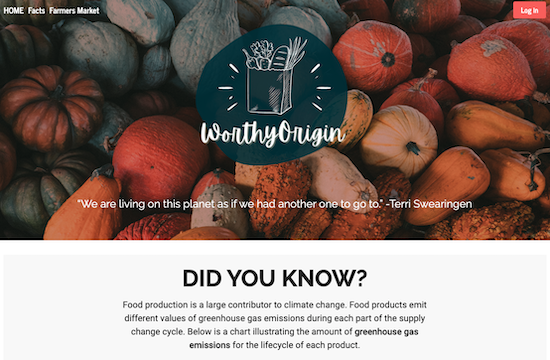 HOME Facts Farmers Market
Log in
WorthyOrigin
“We are living on this planet as if we had another one to go to.” -Terri Swearingen
DID YOU KNOW?
Food production is a large contributor to climate change. Food products emit
different values of greenhouse gas emissions during each part of the supply
change cycle. Below is a chart illustrating the amount of greenhouse gas
emissions for the lifecycle of each product.